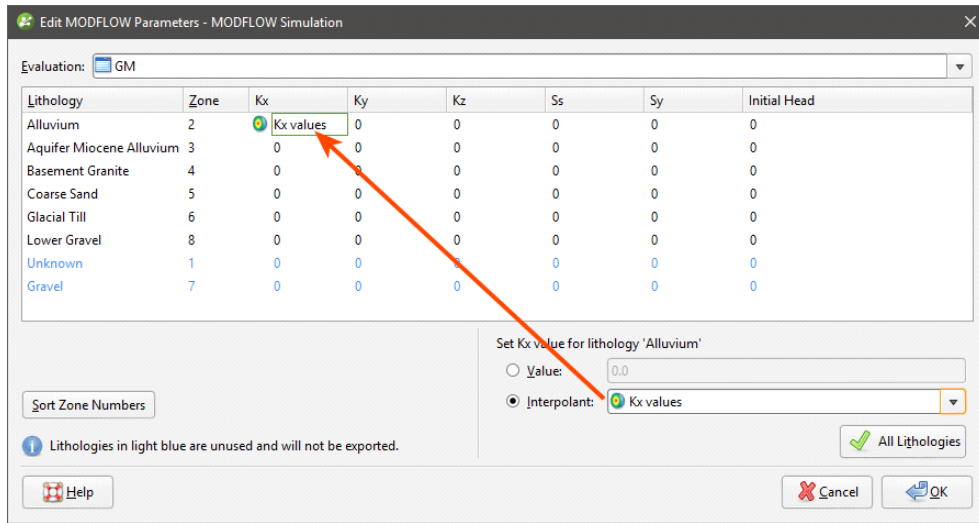 Edit MODFLOW Parameters - MODFLOW Simulation
Evaluation: GM
Lithology Zone Kx Ky Kz Ss Sy Initial Head
Alluvium 2 Kx values 0 0 0 0 0
Aquifer Miocene Alluvium 3 0 0 0 0 0 0
Basement Granite 4 0 0 0 0 0 0
Coarse Sand 5 0 0 0 0 0 0
Glacial Till 6 0 0 0 0 0 0
Lower Gravel 8 0 0 0 0 0 0
Unknown 1 0 0 0 0 0 0
Gravel 7 0 0 0 0 0 0
Set Kx value for lithology 'Alluvium'
Value: 0.0
Interpolant: Kx values
Sort Zone Numbers
Lithologies in light blue are unused and will not be exported.
All Lithologies
Help
Cancel
OK